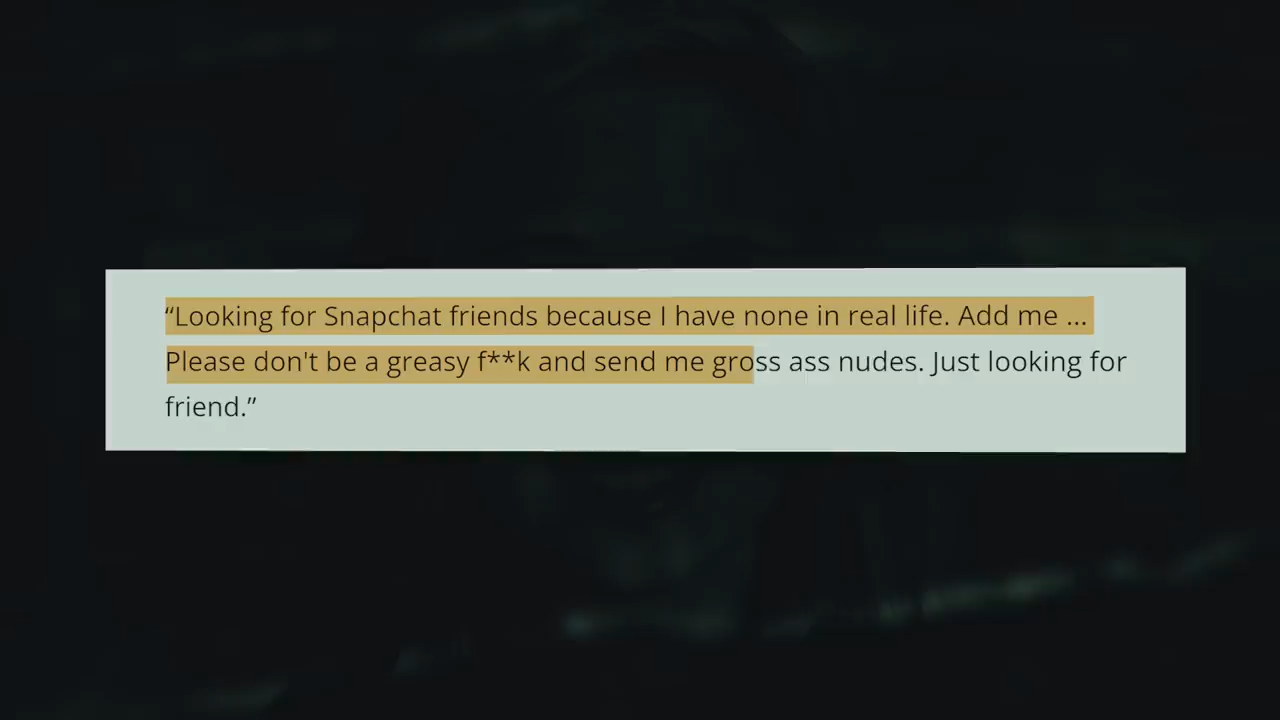 “Looking for Snapchat friends because I have none in real life. Add me ...
Please don't be a greasy f**k and send me gross ass nudes. Just looking for
friend.”